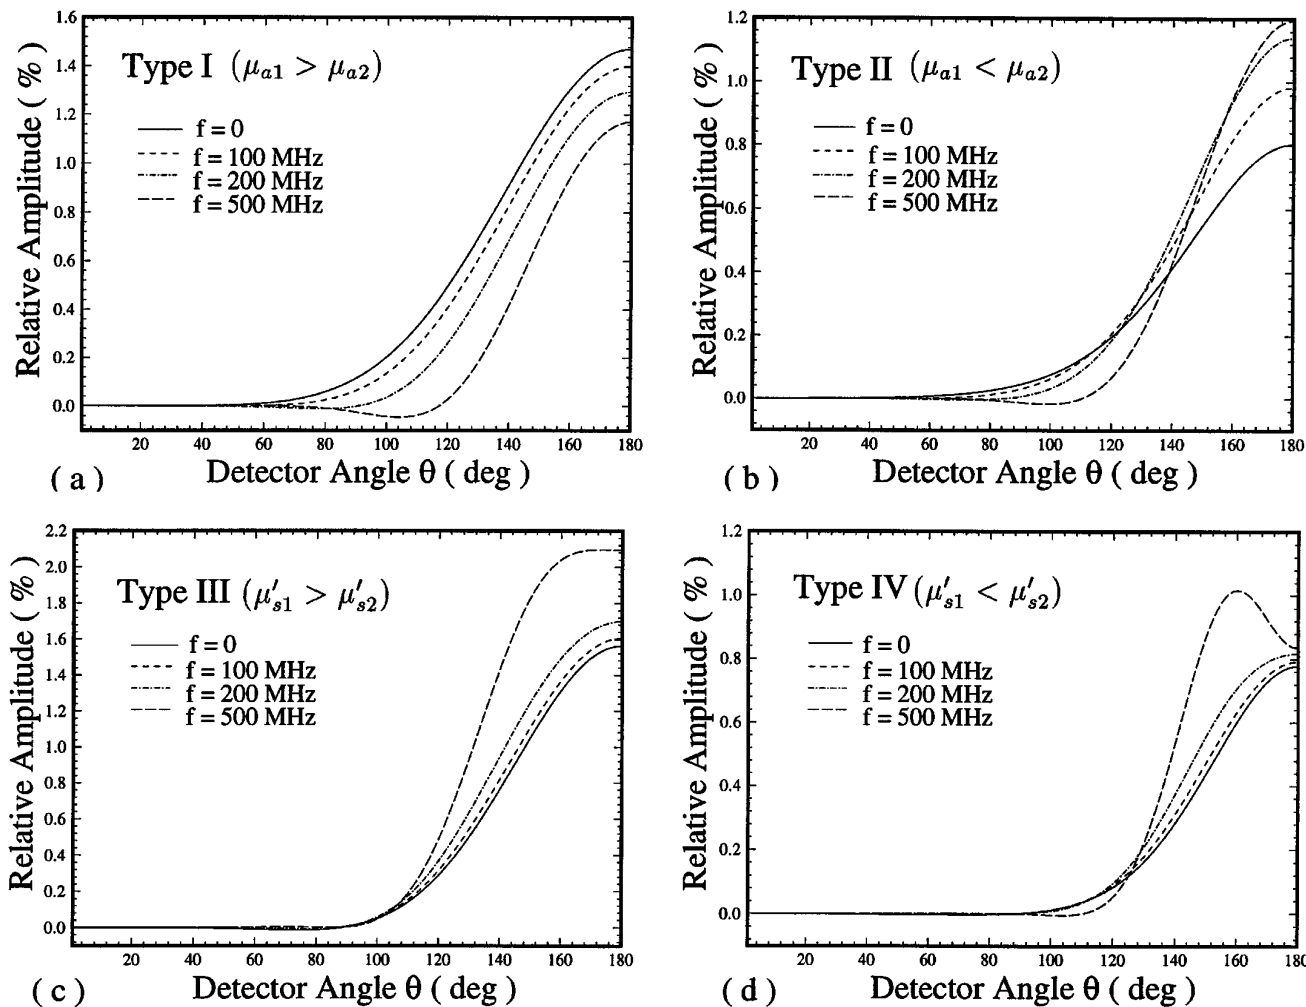 Relative Amplitude ( % )
1.6
1.4
1.2
1.0
0.8
0.6
0.4
0.2
0.0
Type I (μa1 > μa2)
f = 0
f = 100 MHz
f = 200 MHz
f = 500 MHz
20 40 60 80 100 120 140 160 180
( a ) Detector Angle θ ( deg )
Relative Amplitude ( % )
1.2
1.0
0.8
0.6
0.4
0.2
0.0
Type II (μa1 < μa2)
f = 0
f = 100 MHz
f = 200 MHz
f = 500 MHz
20 40 60 80 100 120 140 160 180
( b ) Detector Angle θ ( deg )
Relative Amplitude ( % )
2.2
2.0
1.8
1.6
1.4
1.2
1.0
0.8
0.6
0.4
0.2
0.0
Type III (μ′s1 > μ′s2)
f = 0
f = 100 MHz
f = 200 MHz
f = 500 MHz
20 40 60 80 100 120 140 160 180
( c ) Detector Angle θ ( deg )
Relative Amplitude ( % )
1.2
1.0
0.8
0.6
0.4
0.2
0.0
Type IV (μ′s1 < μ′s2)
f = 0
f = 100 MHz
f = 200 MHz
f = 500 MHz
20 40 60 80 100 120 140 160 180
( d ) Detector Angle θ ( deg )